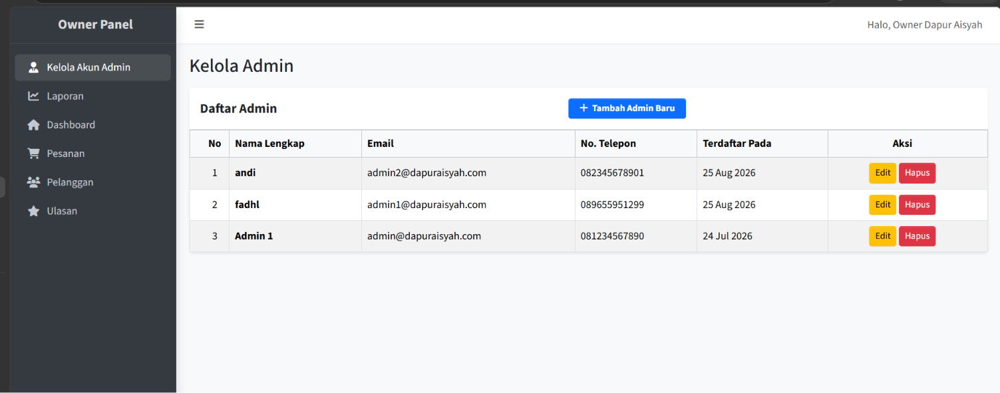 Owner Panel
Halo, Owner Dapur Aisyah
Kelola Akun Admin
Laporan
Dashboard
Pesanan
Pelanggan
Ulasan
Kelola Admin
Daftar Admin
Tambah Admin Baru
No Nama Lengkap Email No. Telepon Terdaftar Pada Aksi
1 andi admin2@dapuraisyah.com 082345678901 25 Aug 2026 Edit Hapus
2 fadhl admin1@dapuraisyah.com 089655951299 25 Aug 2026 Edit Hapus
3 Admin 1 admin@dapuraisyah.com 081234567890 24 Jul 2026 Edit Hapus